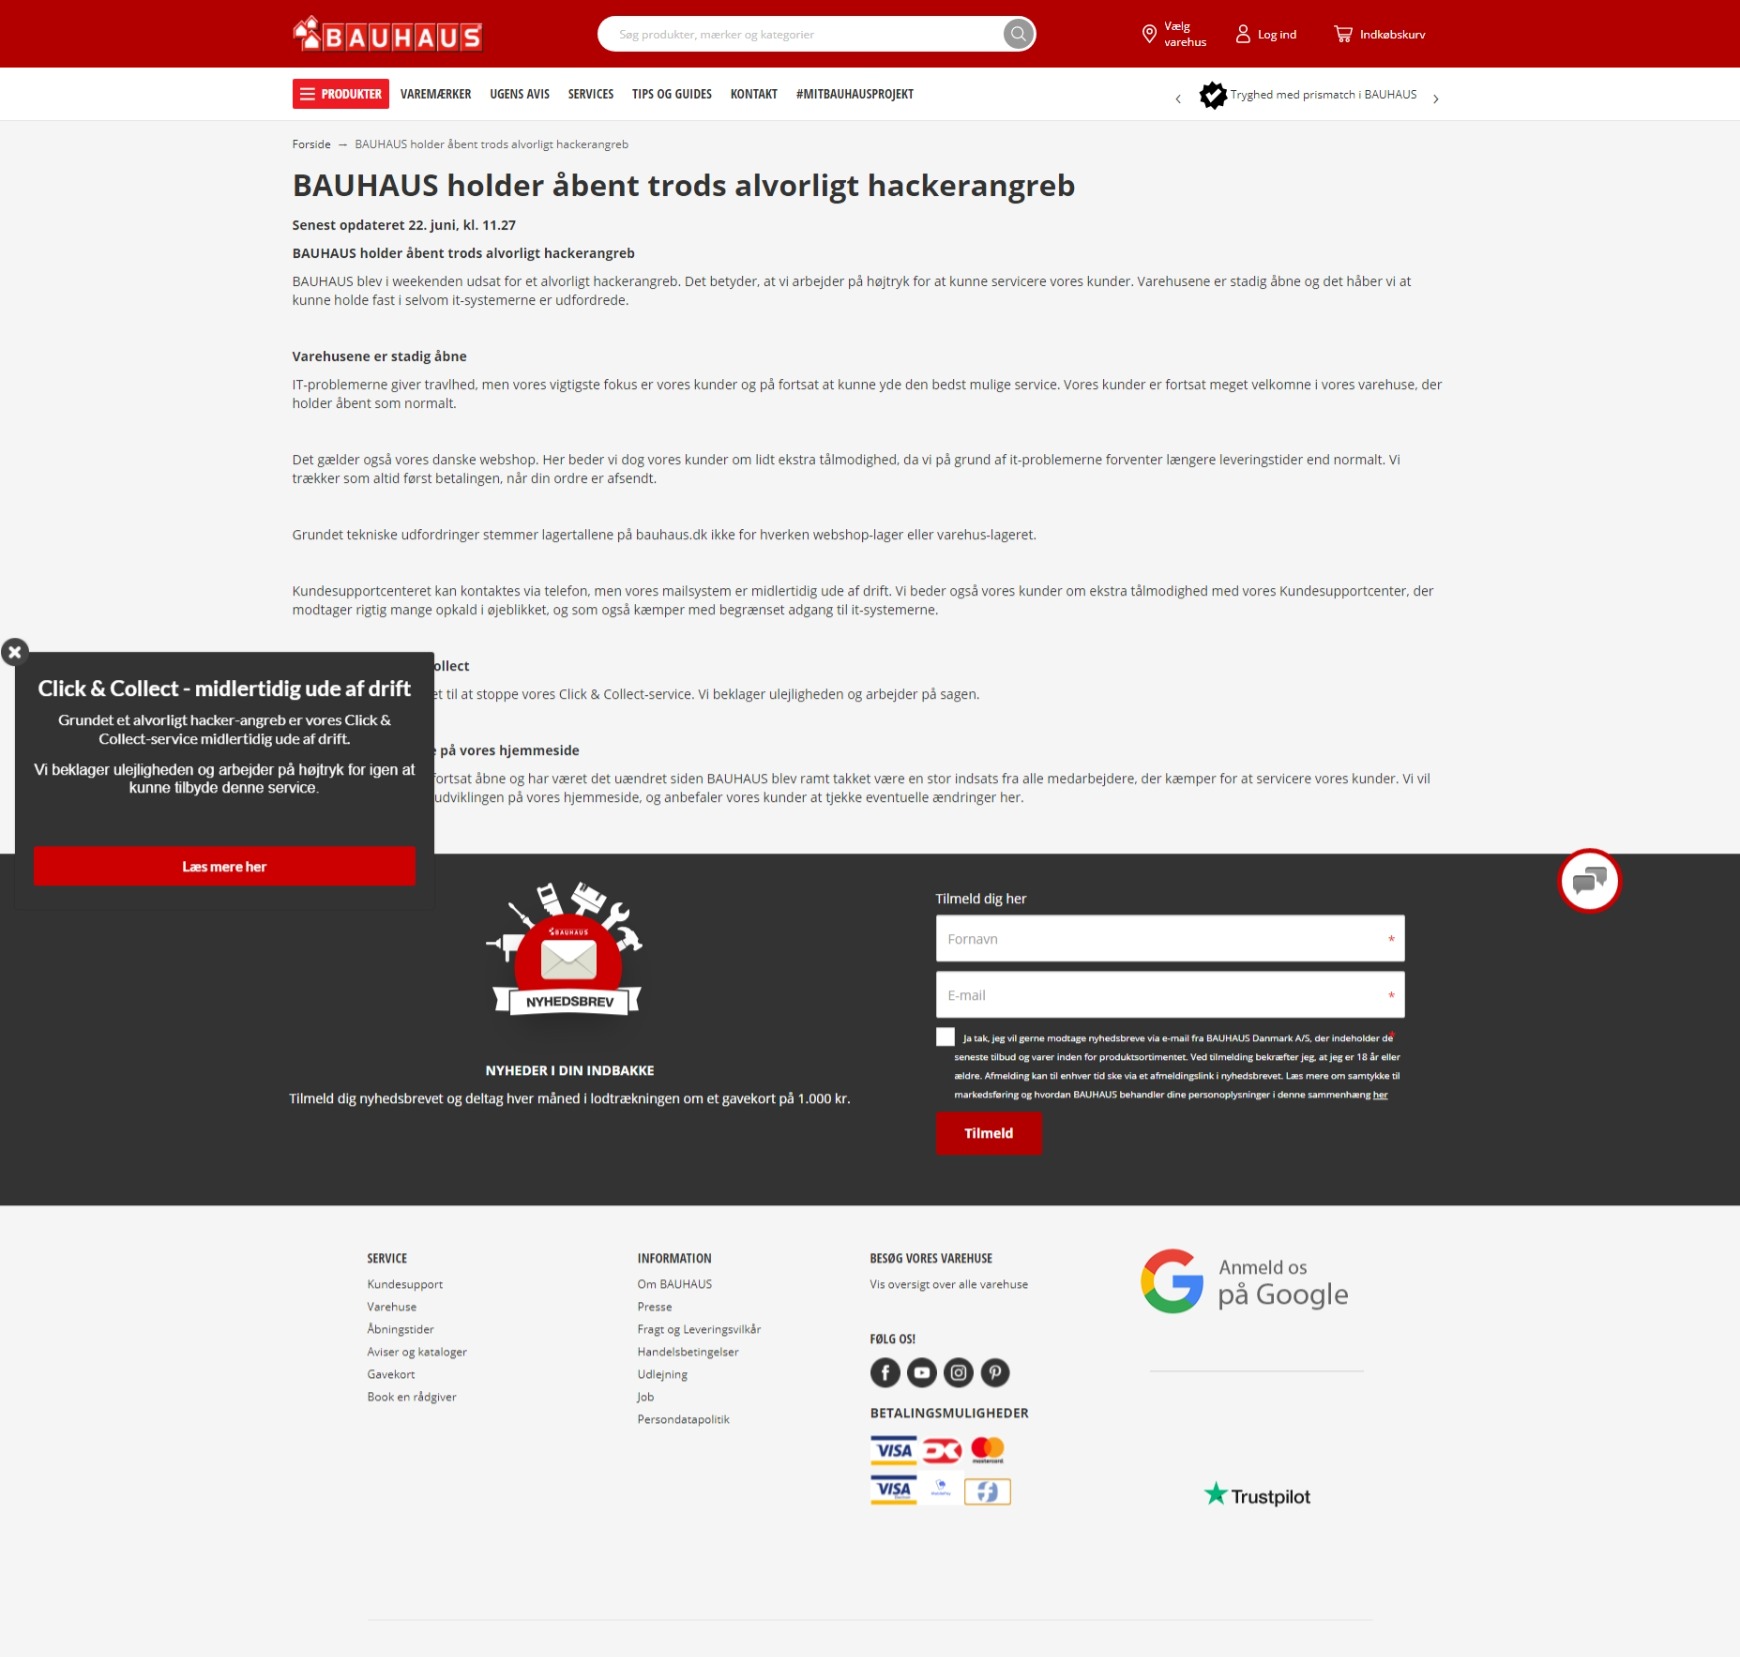 BAUHAUS
Søg produkter, mærker og kategorier
Vælg
varehus
Log ind
Indkøbskurv
PRODUKTER
VAREMÆRKER
UGENS AVIS
SERVICES
TIPS OG GUIDES
KONTAKT
#MITBAUHAUSPROJEKT
Tryghed med prismatch i BAUHAUS
Forside → BAUHAUS holder åbent trods alvorligt hackerangreb
BAUHAUS holder åbent trods alvorligt hackerangreb
Senest opdateret 22. juni, kl. 11.27
BAUHAUS holder åbent trods alvorligt hackerangreb
BAUHAUS blev i weekenden udsat for et alvorligt hackerangreb. Det betyder, at vi arbejder på højtryk for at kunne servicere vores kunder. Varehusene er stadig åbne og det håber vi at
kunne holde fast i selvom it-systemerne er udfordrede.
Varehusene er stadig åbne
IT-problemerne giver travlhed, men vores vigtigste fokus er vores kunder og på fortsat at kunne yde den bedst mulige service. Vores kunder er fortsat meget velkomne i vores varehuse, der
holder åbent som normalt.
Det gælder også vores danske webshop. Her beder vi dog vores kunder om lidt ekstra tålmodighed, da vi på grund af it-problemerne forventer længere leveringstider end normalt. Vi
trækker som altid først betalingen, når din ordre er afsendt.
Grundet tekniske udfordringer stemmer lagertallene på bauhaus.dk ikke for hverken webshop-lager eller varehus-lageret.
Kundesupportcenteret kan kontaktes via telefon, men vores mailsystem er midlertidig ude af drift. Vi beder også vores kunder om ekstra tålmodighed med vores Kundesupportcenter, der
modtager rigtig mange opkald i øjeblikket, og som også kæmper med begrænset adgang til it-systemerne.
ollect
et til at stoppe vores Click & Collect-service. Vi beklager ulejligheden og arbejder på sagen.
e på vores hjemmeside
fortsat åbne og har været det uændret siden BAUHAUS blev ramt takket være en stor indsats fra alle medarbejdere, der kæmper for at servicere vores kunder. Vi vil
udviklingen på vores hjemmeside, og anbefaler vores kunder at tjekke eventuelle ændringer her.
Click & Collect - midlertidig ude af drift
Grundet et alvorligt hacker-angreb er vores Click &
Collect-service midlertidig ude af drift.
Vi beklager ulejligheden og arbejder på højtryk for igen at
kunne tilbyde denne service.
Læs mere her
BAUHAUS
NYHEDSBREV
NYHEDER I DIN INDBAKKE
Tilmeld dig nyhedsbrevet og deltag hver måned i lodtrækningen om et gavekort på 1.000 kr.
Tilmeld dig her
Fornavn *
E-mail *
Ja tak, jeg vil gerne modtage nyhedsbreve via e-mail fra BAUHAUS Danmark A/S, der indeholder de *
seneste tilbud og varer inden for produktsortimentet. Ved tilmelding bekræfter jeg, at jeg er 18 år eller
ældre. Afmelding kan til enhver tid ske via et afmeldingslink i nyhedsbrevet. Læs mere om samtykke til
markedsføring og hvordan BAUHAUS behandler dine personoplysninger i denne sammenhæng her
Tilmeld
SERVICE
Kundesupport
Varehuse
Åbningstider
Aviser og kataloger
Gavekort
Book en rådgiver
INFORMATION
Om BAUHAUS
Presse
Fragt og Leveringsvilkår
Handelsbetingelser
Udlejning
Job
Persondatapolitik
BESØG VORES VAREHUSE
Vis oversigt over alle varehuse
FØLG OS!
BETALINGSMULIGHEDER
VISA
mastercard
VISA
Anmeld os
på Google
Trustpilot